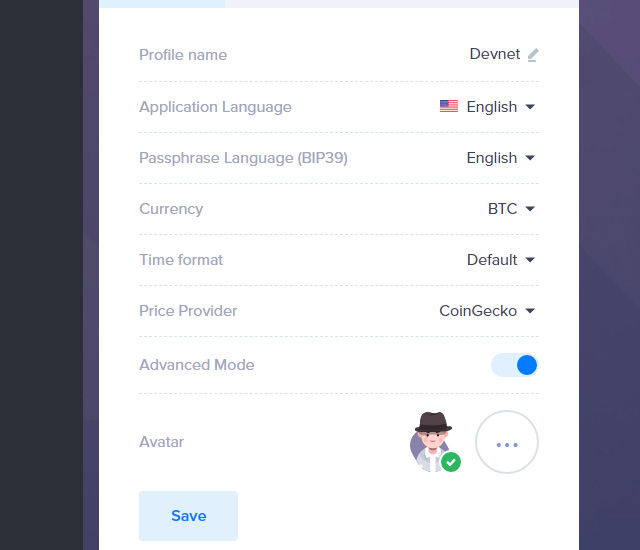 Profile name Devnet
Application Language English
Passphrase Language (BIP39) English
Currency BTC
Time format Default
Price Provider CoinGecko
Advanced Mode
Avatar
Save